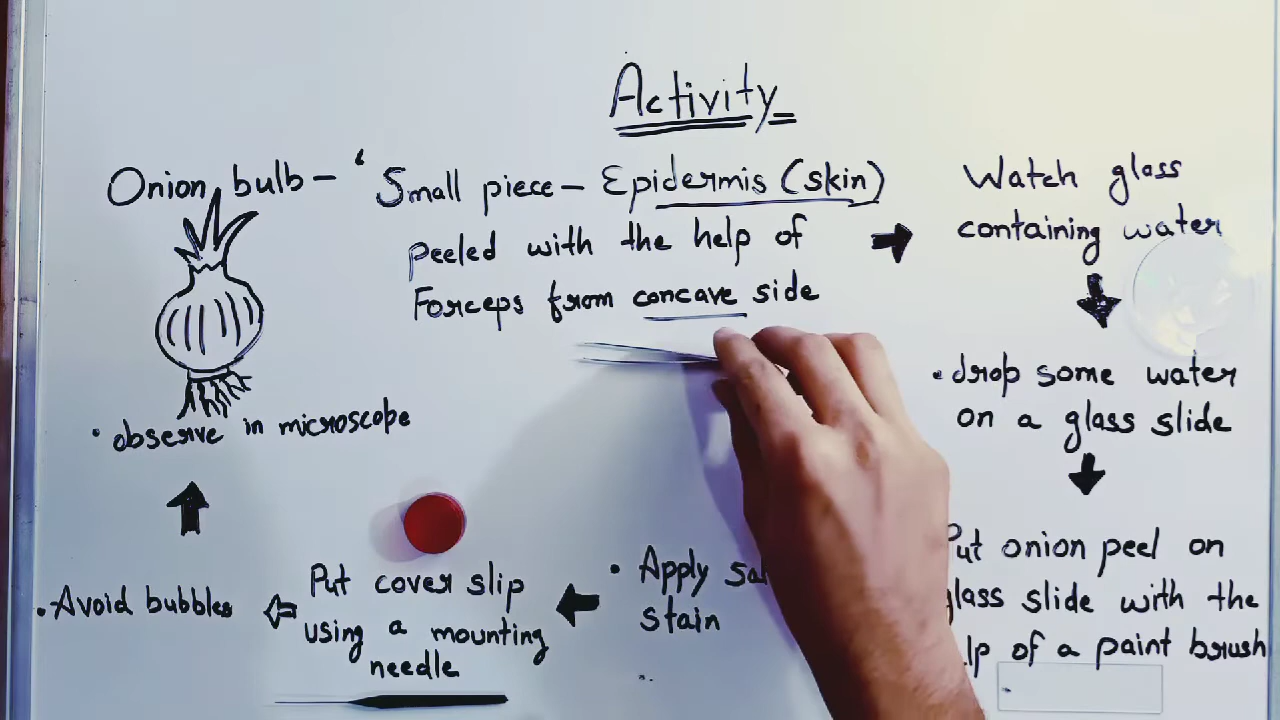 Activity
Onion bulb - Small piece - Epidermis (skin)
peeled with the help of
Forceps from concave side
Watch glass
containing water
• drop some water
on a glass slide
Put onion peel on
glass slide with the
of a paint brush
• Apply
stain
Put cover slip
using a mounting
needle
• Avoid bubbles
• observe in microscope